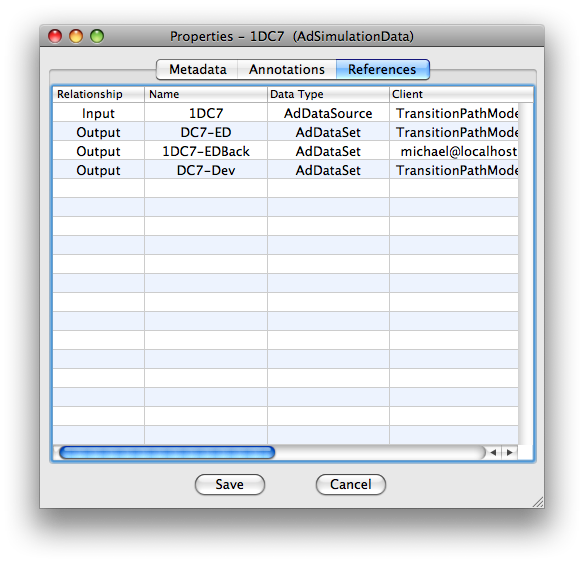 Properties - 1DC7 (AdSimulationData)
Metadata Annotations References
Relationship Name Data Type Client
Input 1DC7 AdDataSource TransitionPathMode
Output DC7-ED AdDataSet TransitionPathMode
Output 1DC7-EDBack AdDataSet michael@localhost
Output DC7-Dev AdDataSet TransitionPathMode
Save Cancel